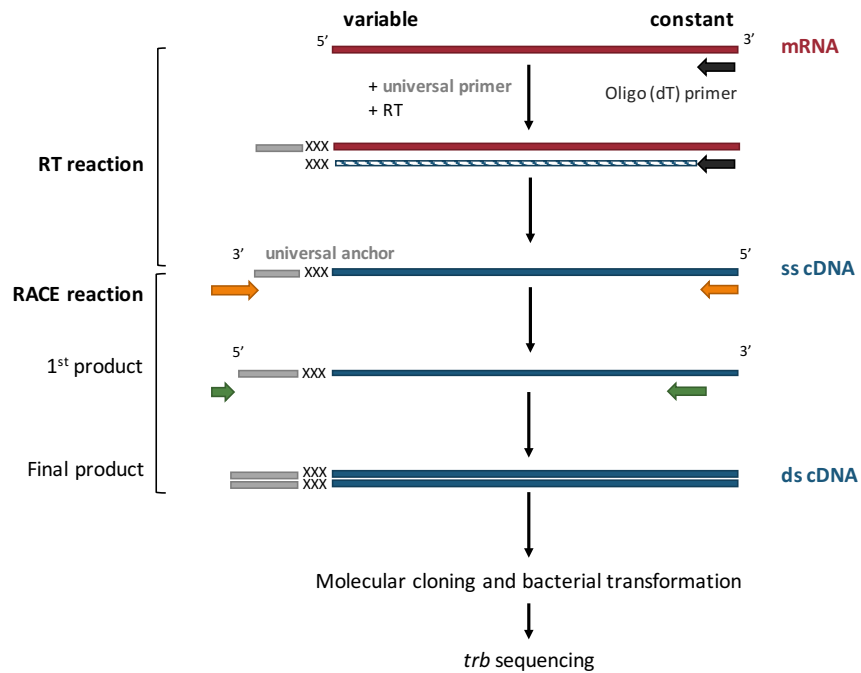 variable
constant
5’
3’
mRNA
+ universal primer
+ RT
Oligo (dT) primer
RT reaction
XXX
XXX
3’
universal anchor
5’
XXX
ss cDNA
RACE reaction
1st product
5’
3’
XXX
Final product
XXX
XXX
ds cDNA
Molecular cloning and bacterial transformation
trb sequencing